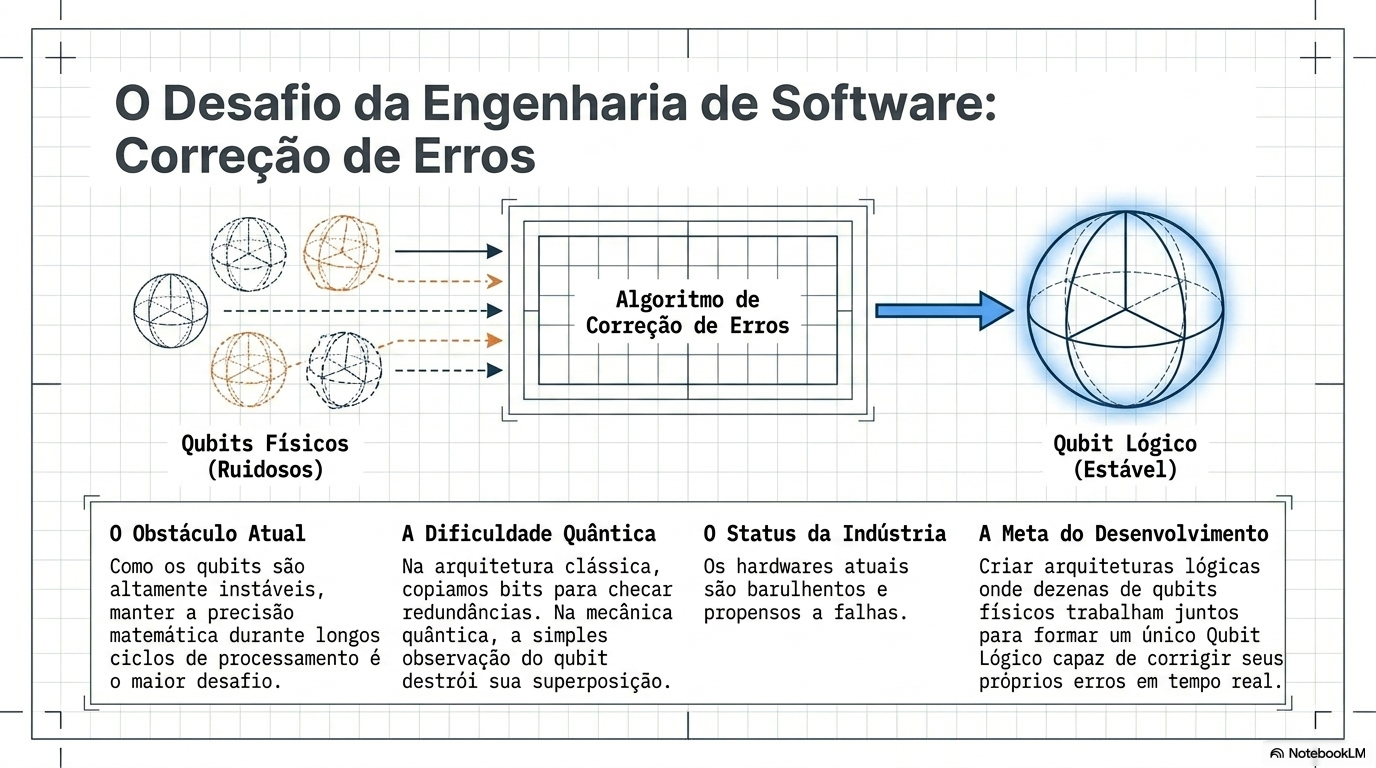 O Desafio da Engenharia de Software:
Correção de Erros
Algoritmo de
Correção de Erros
Qubits Físicos
(Ruidosos)
Qubit Lógico
(Estável)
O Obstáculo Atual
Como os qubits são
altamente instáveis,
manter a precisão
matemática durante longos
ciclos de processamento é
o maior desafio.
A Dificuldade Quântica
Na arquitetura clássica,
copiamos bits para checar
redundâncias. Na mecânica
quântica, a simples
observação do qubit
destrói sua superposição.
O Status da Indústria
Os hardwares atuais
são barulhentos e
propensos a falhas.
A Meta do Desenvolvimento
Criar arquiteturas lógicas
onde dezenas de qubits
físicos trabalham juntos
para formar um único Qubit
Lógico capaz de corrigir seus
próprios erros em tempo real.
NotebookLM